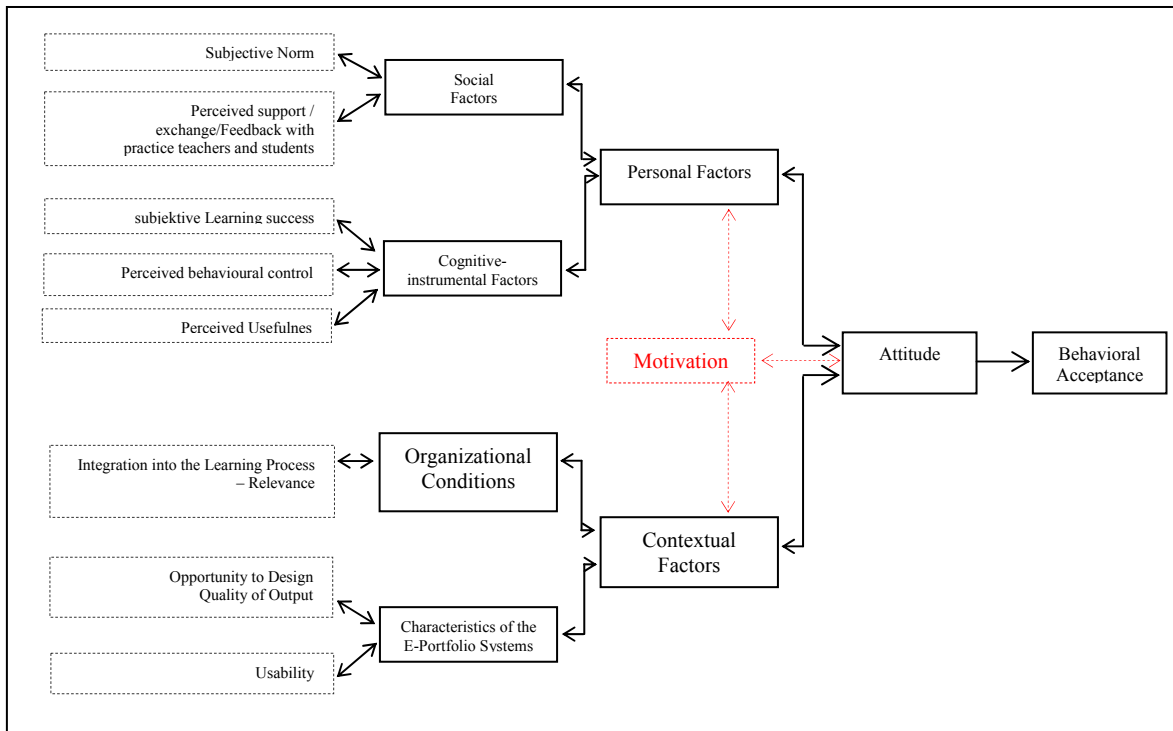 Subjective Norm
Perceived support /
exchange/Feedback with
practice teachers and students
Social
Factors
subjektive Learning success
Perceived behavioural control
Perceived Usefulnes
Cognitive-
instrumental Factors
Personal Factors
Motivation
Attitude
Behavioral
Acceptance
Integration into the Learning Process
– Relevance
Organizational
Conditions
Contextual
Factors
Opportunity to Design
Quality of Output
Usability
Characteristics of the
E-Portfolio Systems